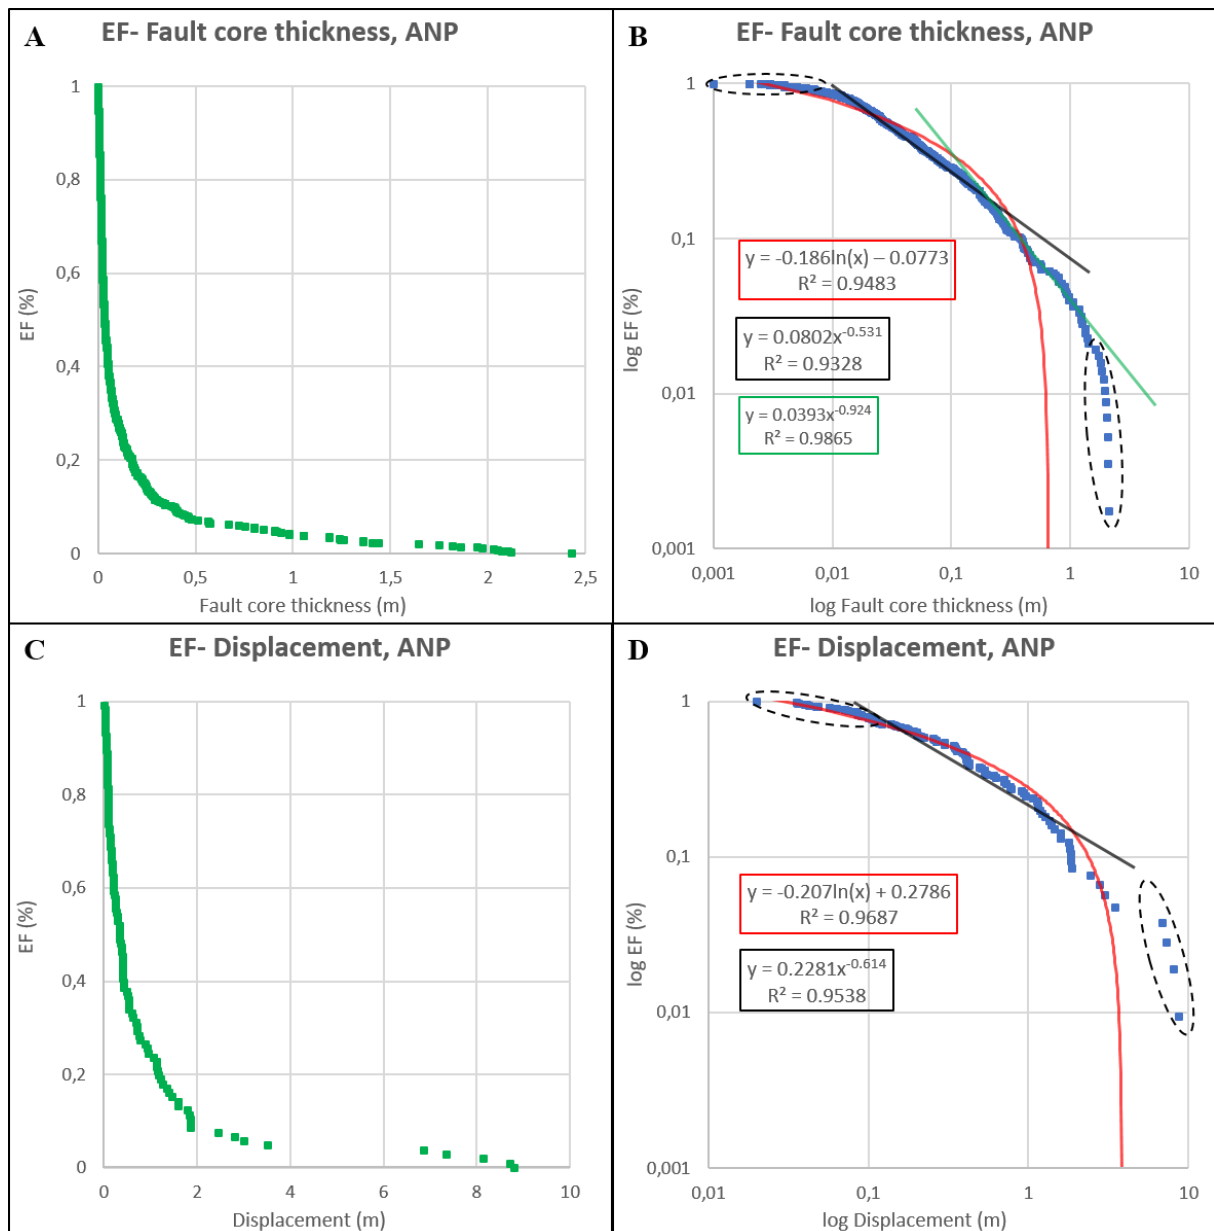 A
EF- Fault core thickness, ANP
1
0,8
0,6
0,4
0,2
0
EF (%)
0
0,5
1
1,5
2
2,5
Fault core thickness (m)
B
EF- Fault core thickness, ANP
1
0,1
0,01
0,001
log EF (%)
y = -0.186ln(x) – 0.0773
R² = 0.9483
y = 0.0802x^-0.531
R² = 0.9328
y = 0.0393x^-0.924
R² = 0.9865
0,001
0,01
0,1
1
10
log Fault core thickness (m)
C
EF- Displacement, ANP
1
0,8
0,6
0,4
0,2
0
EF (%)
0
2
4
6
8
10
Displacement (m)
D
EF- Displacement, ANP
1
0,1
0,01
0,001
log EF (%)
y = -0.207ln(x) + 0.2786
R² = 0.9687
y = 0.2281x^-0.614
R² = 0.9538
0,01
0,1
1
10
log Displacement (m)